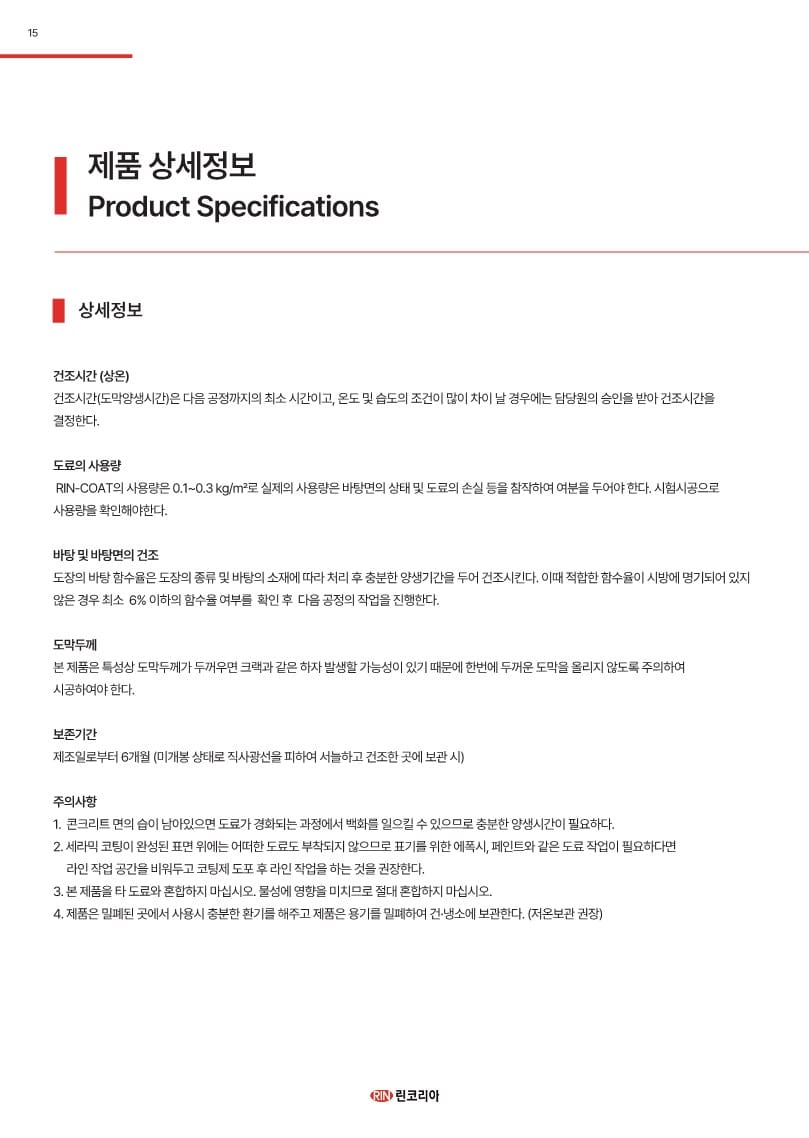 15
제품 상세정보
Product Specifications
상세정보
건조시간 (상온)
건조시간(도막양생시간)은 다음 공정까지의 최소 시간이고, 온도 및 습도의 조건이 많이 차이 날 경우에는 담당원의 승인을 받아 건조시간을
결정한다.
도료의 사용량
RIN-COAT의 사용량은 0.1~0.3 kg/m²로 실제의 사용량은 바탕면의 상태 및 도료의 손실 등을 참작하여 여분을 두어야 한다. 시험시공으로
사용량을 확인해야한다.
바탕 및 바탕면의 건조
도장의 바탕 함수율은 도장의 종류 및 바탕의 소재에 따라 처리 후 충분한 양생기간을 두어 건조시킨다. 이때 적합한 함수율이 시방에 명기되어 있지
않은 경우 최소 6% 이하의 함수율 여부를 확인 후 다음 공정의 작업을 진행한다.
도막두께
본 제품은 특성상 도막두께가 두꺼우면 크랙과 같은 하자 발생할 가능성이 있기 때문에 한번에 두꺼운 도막을 올리지 않도록 주의하여
시공하여야 한다.
보존기간
제조일로부터 6개월 (미개봉 상태로 직사광선을 피하여 서늘하고 건조한 곳에 보관 시)
주의사항
1. 콘크리트 면의 습이 남아있으면 도료가 경화되는 과정에서 백화를 일으킬 수 있으므로 충분한 양생시간이 필요하다.
2. 세라믹 코팅이 완성된 표면 위에는 어떠한 도료도 부착되지 않으므로 표기를 위한 에폭시, 페인트와 같은 도료 작업이 필요하다면
라인 작업 공간을 비워두고 코팅제 도포 후 라인 작업을 하는 것을 권장한다.
3. 본 제품을 타 도료와 혼합하지 마십시오. 물성에 영향을 미치므로 절대 혼합하지 마십시오.
4. 제품은 밀폐된 곳에서 사용시 충분한 환기를 해주고 제품은 용기를 밀폐하여 건·냉소에 보관한다. (저온보관 권장)
RIN 린코리아